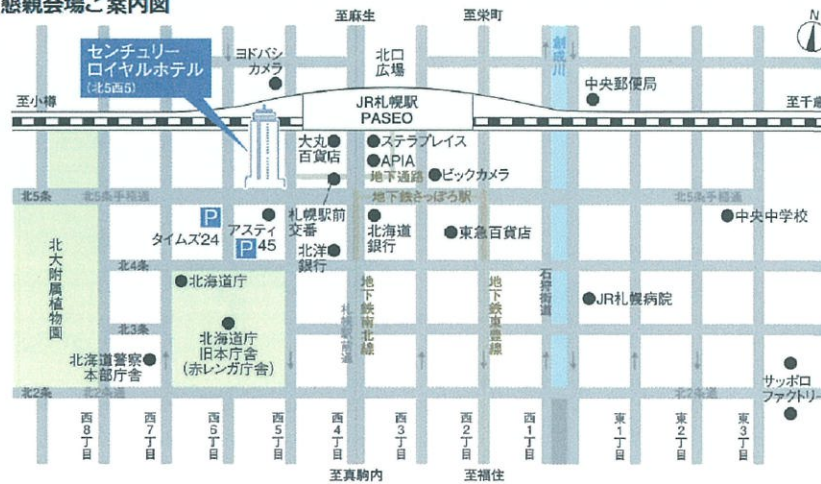 懇親会場ご案内図
至麻生
至栄町
N
センチュリー
ロイヤルホテル
(北5西5)
ヨドバシ
カメラ
北口
広場
創成川
中央郵便局
至小樽
JR札幌駅
PASEO
至千歳
大丸
百貨店
ステラプレイス
APIA
地下通路
ビックカメラ
北5条
北5条手稲通
地下鉄さっぽろ駅
北5条手稲通
P
タイムズ24
アスティ
P 45
札幌駅前
交番
北海道
銀行
東急百貨店
中央中学校
北大附属植物園
北洋
銀行
北4条
北海道庁
地下鉄南北線
札幌駅前通
地下鉄東豊線
石狩街道
JR札幌病院
北3条
北海道庁
旧本庁舎
(赤レンガ庁舎)
北海道警察
本部庁舎
サッポロ
ファクトリー
北2条
北2条通
北2条通
西8丁目
西7丁目
西6丁目
西5丁目
西4丁目
西3丁目
西2丁目
西1丁目
東1丁目
東2丁目
東3丁目
至真駒内
至福住